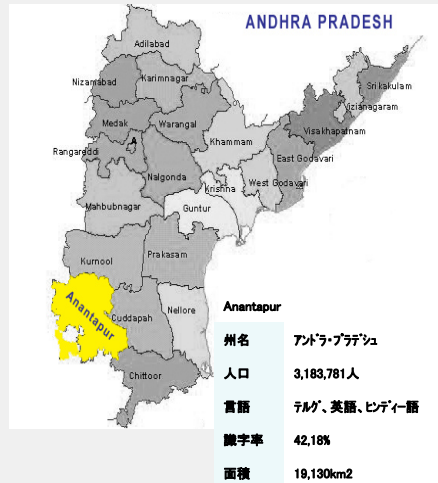 ANDHRA PRADESH
Adilabad
Nizamabad
Karimnagar
Srikakulam
Vizianagaram
Medak
Warangal
Visakhapatnam
Rangareddi
A
Khammam
East Godavari
Nalgonda
Krishna
West Godavari
Mahbubnagar
Guntur
Prakasam
Kurnool
Anantapur
Cuddapah
Nellore
Chittoor
Anantapur
州名 アンドラ・プラデシュ
人口 3,183,781人
言語 テルグ、英語、ヒンディー語
識字率 42,18%
面積 19,130km2